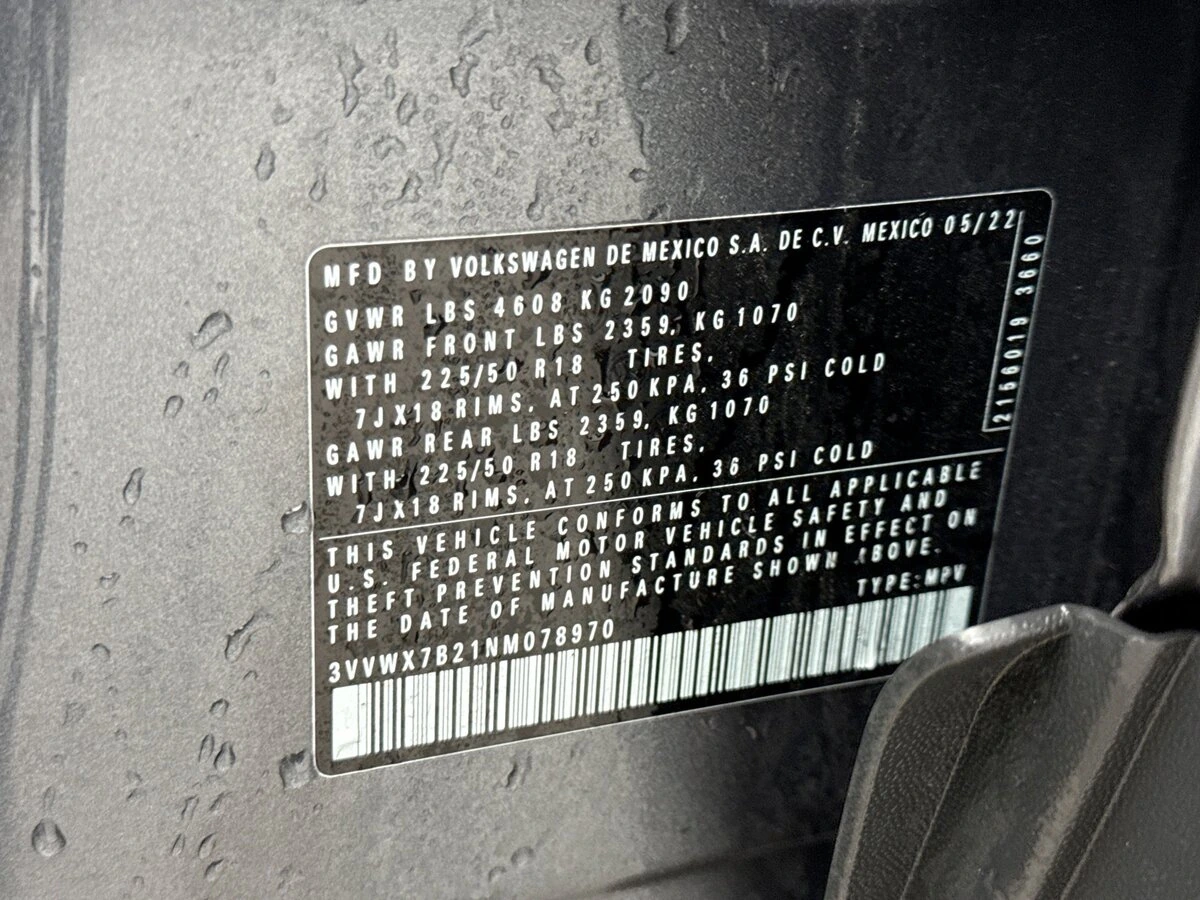 MFD BY VOLKSWAGEN DE MEXICO S.A. DE C.V. MEXICO 05/22
GVWR LBS 4608 KG 2090
GAWR FRONT LBS 2359, KG 1070
WITH 225/50 R18 TIRES,
7JX18 RIMS, AT 250 KPA, 36 PSI COLD
GAWR REAR LBS 2359, KG 1070
WITH 225/50 R18 TIRES,
7JX18 RIMS, AT 250 KPA, 36 PSI COLD
2156019 3660
THIS VEHICLE CONFORMS TO ALL APPLICABLE
U.S. FEDERAL MOTOR VEHICLE SAFETY AND
THEFT PREVENTION STANDARDS IN EFFECT ON
THE DATE OF MANUFACTURE SHOWN ABOVE.
TYPE:MPV
3VVWX7B21NM078970